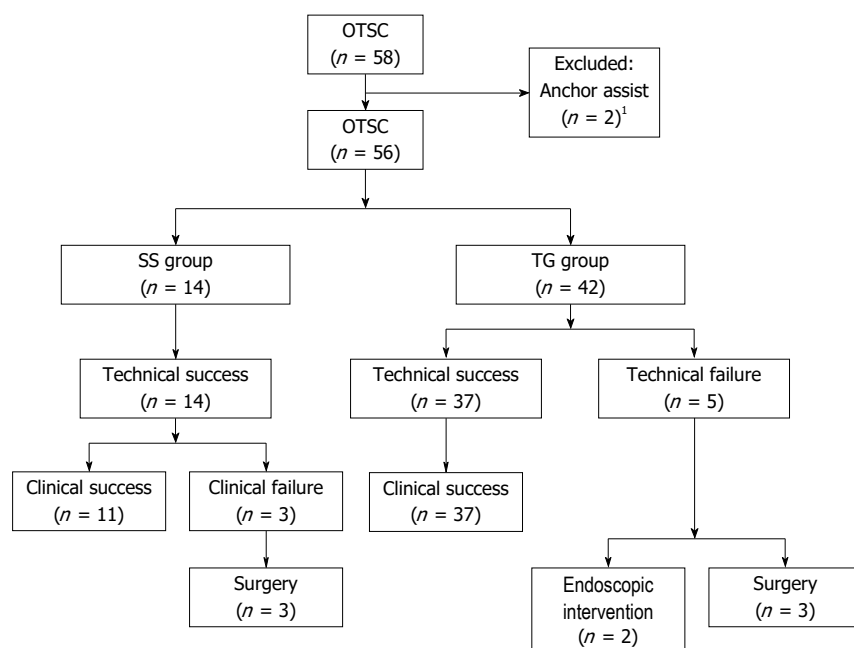 OTSC
(n = 58)
Excluded:
Anchor assist
(n = 2)¹
OTSC
(n = 56)
SS group
(n = 14)
TG group
(n = 42)
Technical success
(n = 14)
Technical success
(n = 37)
Technical failure
(n = 5)
Clinical success
(n = 11)
Clinical failure
(n = 3)
Clinical success
(n = 37)
Surgery
(n = 3)
Endoscopic
intervention
(n = 2)
Surgery
(n = 3)